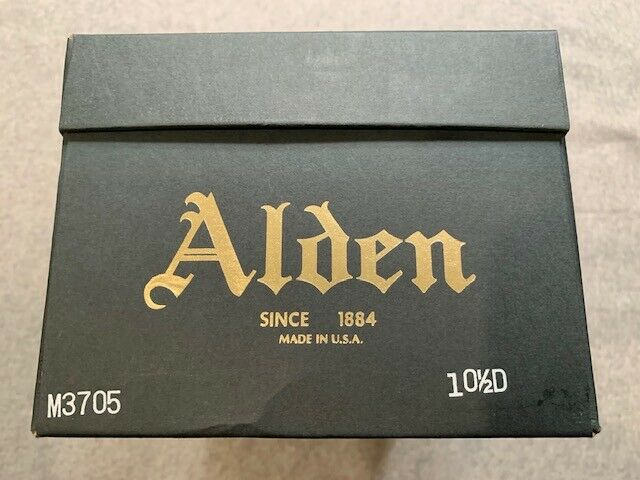 Alden
SINCE 1884
MADE IN U.S.A.
M3705 10½D